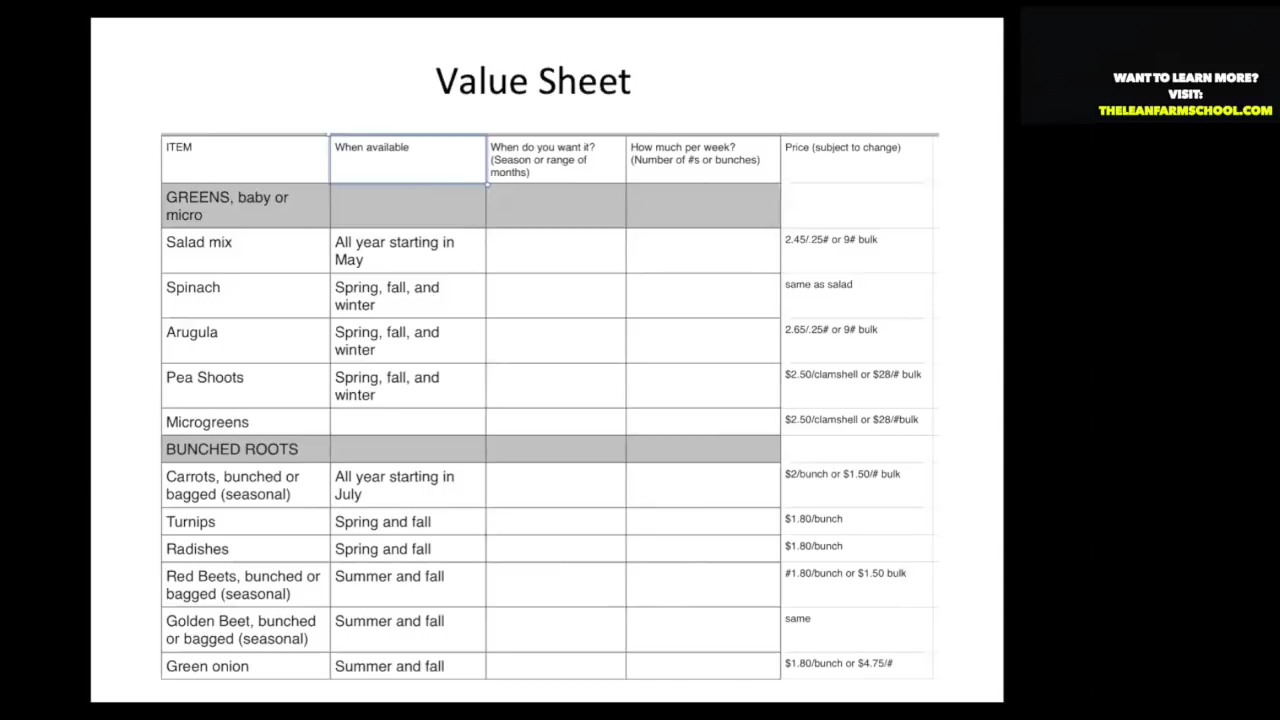 Value Sheet
WANT TO LEARN MORE?
VISIT:
THELEANFARMSCHOOL.COM
ITEM When available When do you want it? How much per week? Price (subject to change)
(Season or range of (Number of #s or bunches)
months)
GREENS, baby or
micro
Salad mix All year starting in 2.45/.25# or 9# bulk
May
Spinach Spring, fall, and same as salad
winter
Arugula Spring, fall, and 2.65/.25# or 9# bulk
winter
Pea Shoots Spring, fall, and $2.50/clamshell or $28/# bulk
winter
Microgreens $2.50/clamshell or $28/#bulk
BUNCHED ROOTS
Carrots, bunched or All year starting in $2/bunch or $1.50/# bulk
bagged (seasonal) July
Turnips Spring and fall $1.80/bunch
Radishes Spring and fall $1.80/bunch
Red Beets, bunched or Summer and fall #1.80/bunch or $1.50 bulk
bagged (seasonal)
Golden Beet, bunched Summer and fall same
or bagged (seasonal)
Green onion Summer and fall $1.80/bunch or $4.75/#